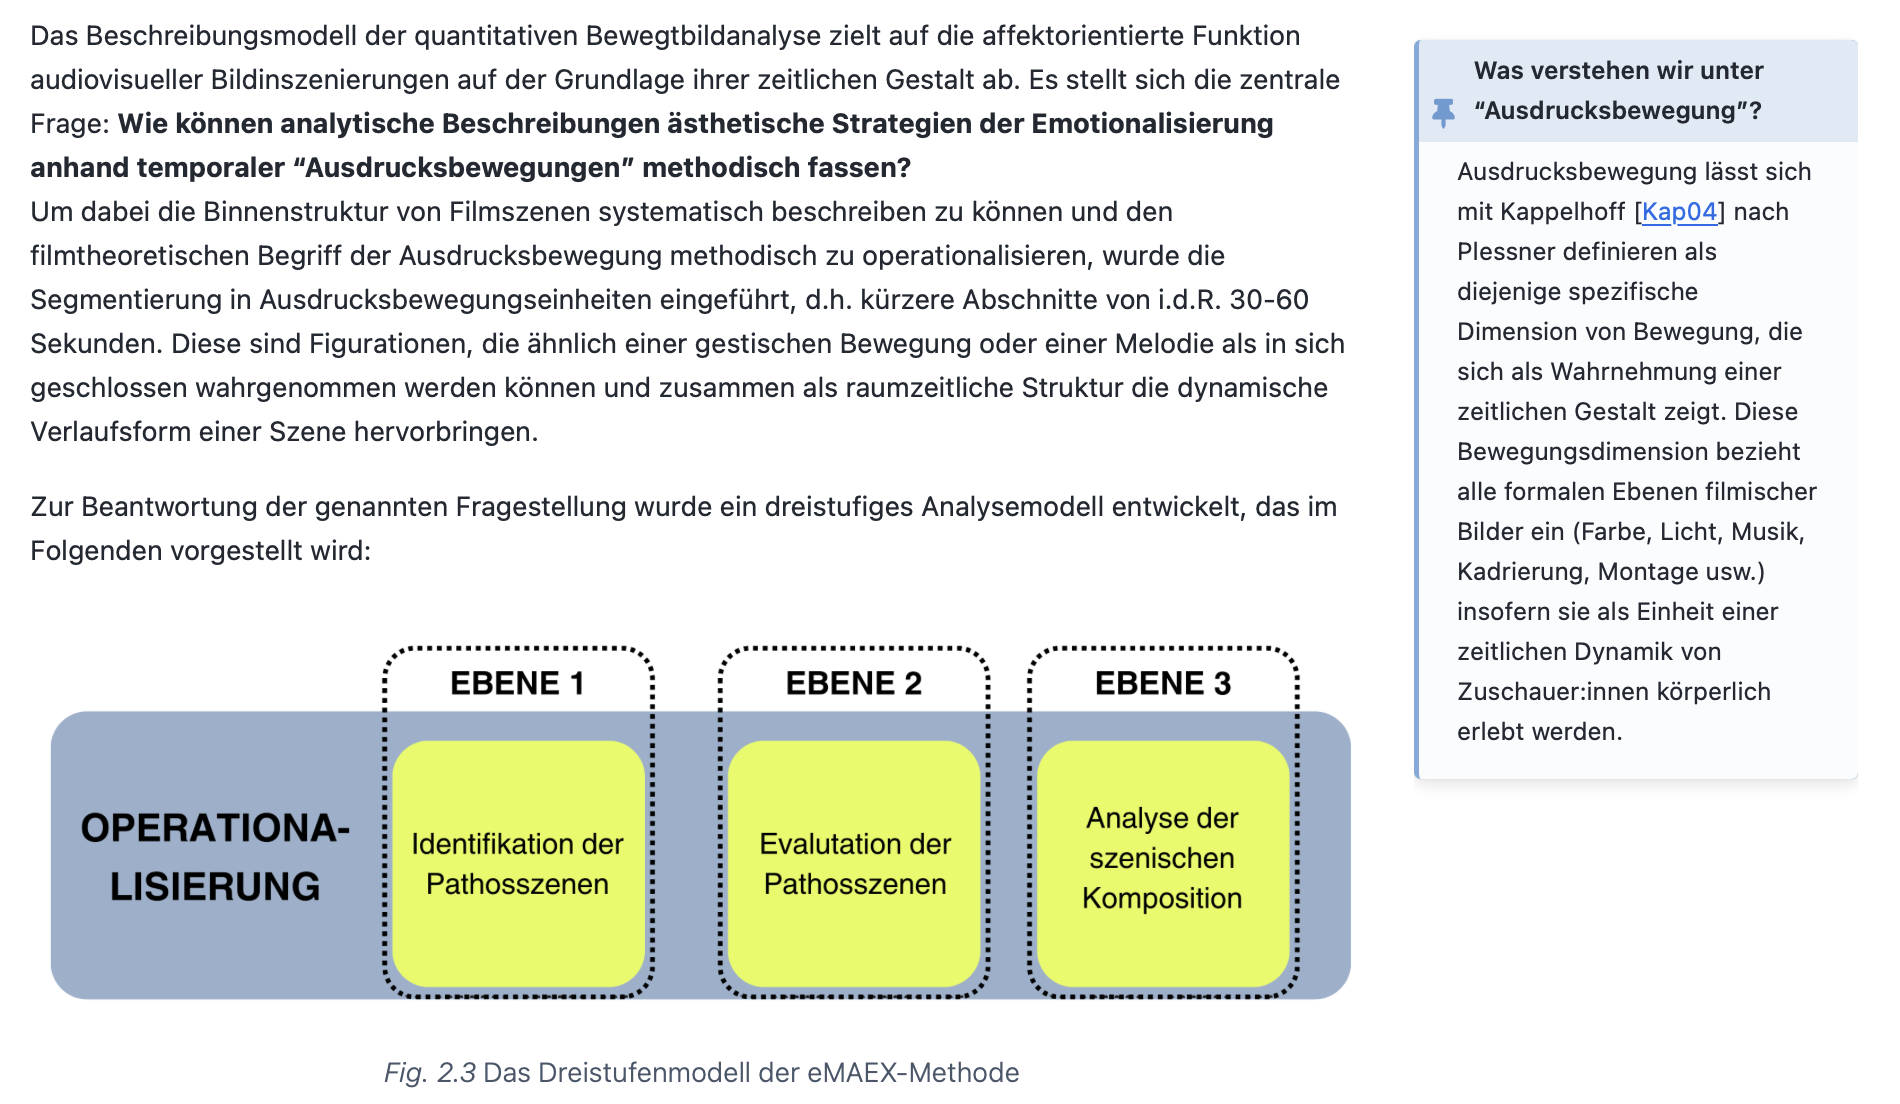 Das Beschreibungsmodell der quantitativen Bewegtbildanalyse zielt auf die affektorientierte Funktion
audiovisueller Bildinszenierungen auf der Grundlage ihrer zeitlichen Gestalt ab. Es stellt sich die zentrale
Frage: Wie können analytische Beschreibungen ästhetische Strategien der Emotionalisierung
anhand temporaler “Ausdrucksbewegungen” methodisch fassen?
Um dabei die Binnenstruktur von Filmszenen systematisch beschreiben zu können und den
filmtheoretischen Begriff der Ausdrucksbewegung methodisch zu operationalisieren, wurde die
Segmentierung in Ausdrucksbewegungseinheiten eingeführt, d.h. kürzere Abschnitte von i.d.R. 30-60
Sekunden. Diese sind Figurationen, die ähnlich einer gestischen Bewegung oder einer Melodie als in sich
geschlossen wahrgenommen werden können und zusammen als raumzeitliche Struktur die dynamische
Verlaufsform einer Szene hervorbringen.
Zur Beantwortung der genannten Fragestellung wurde ein dreistufiges Analysemodell entwickelt, das im
Folgenden vorgestellt wird:
EBENE 1
EBENE 2
EBENE 3
OPERATIONA-
LISIERUNG
Identifikation der
Pathosszenen
Evalutation der
Pathosszenen
Analyse der
szenischen
Komposition
Fig. 2.3 Das Dreistufenmodell der eMAEX-Methode
Was verstehen wir unter
“Ausdrucksbewegung”?
Ausdrucksbewegung lässt sich
mit Kappelhoff [Kap04] nach
Plessner definieren als
diejenige spezifische
Dimension von Bewegung, die
sich als Wahrnehmung einer
zeitlichen Gestalt zeigt. Diese
Bewegungsdimension bezieht
alle formalen Ebenen filmischer
Bilder ein (Farbe, Licht, Musik,
Kadrierung, Montage usw.)
insofern sie als Einheit einer
zeitlichen Dynamik von
Zuschauer:innen körperlich
erlebt werden.